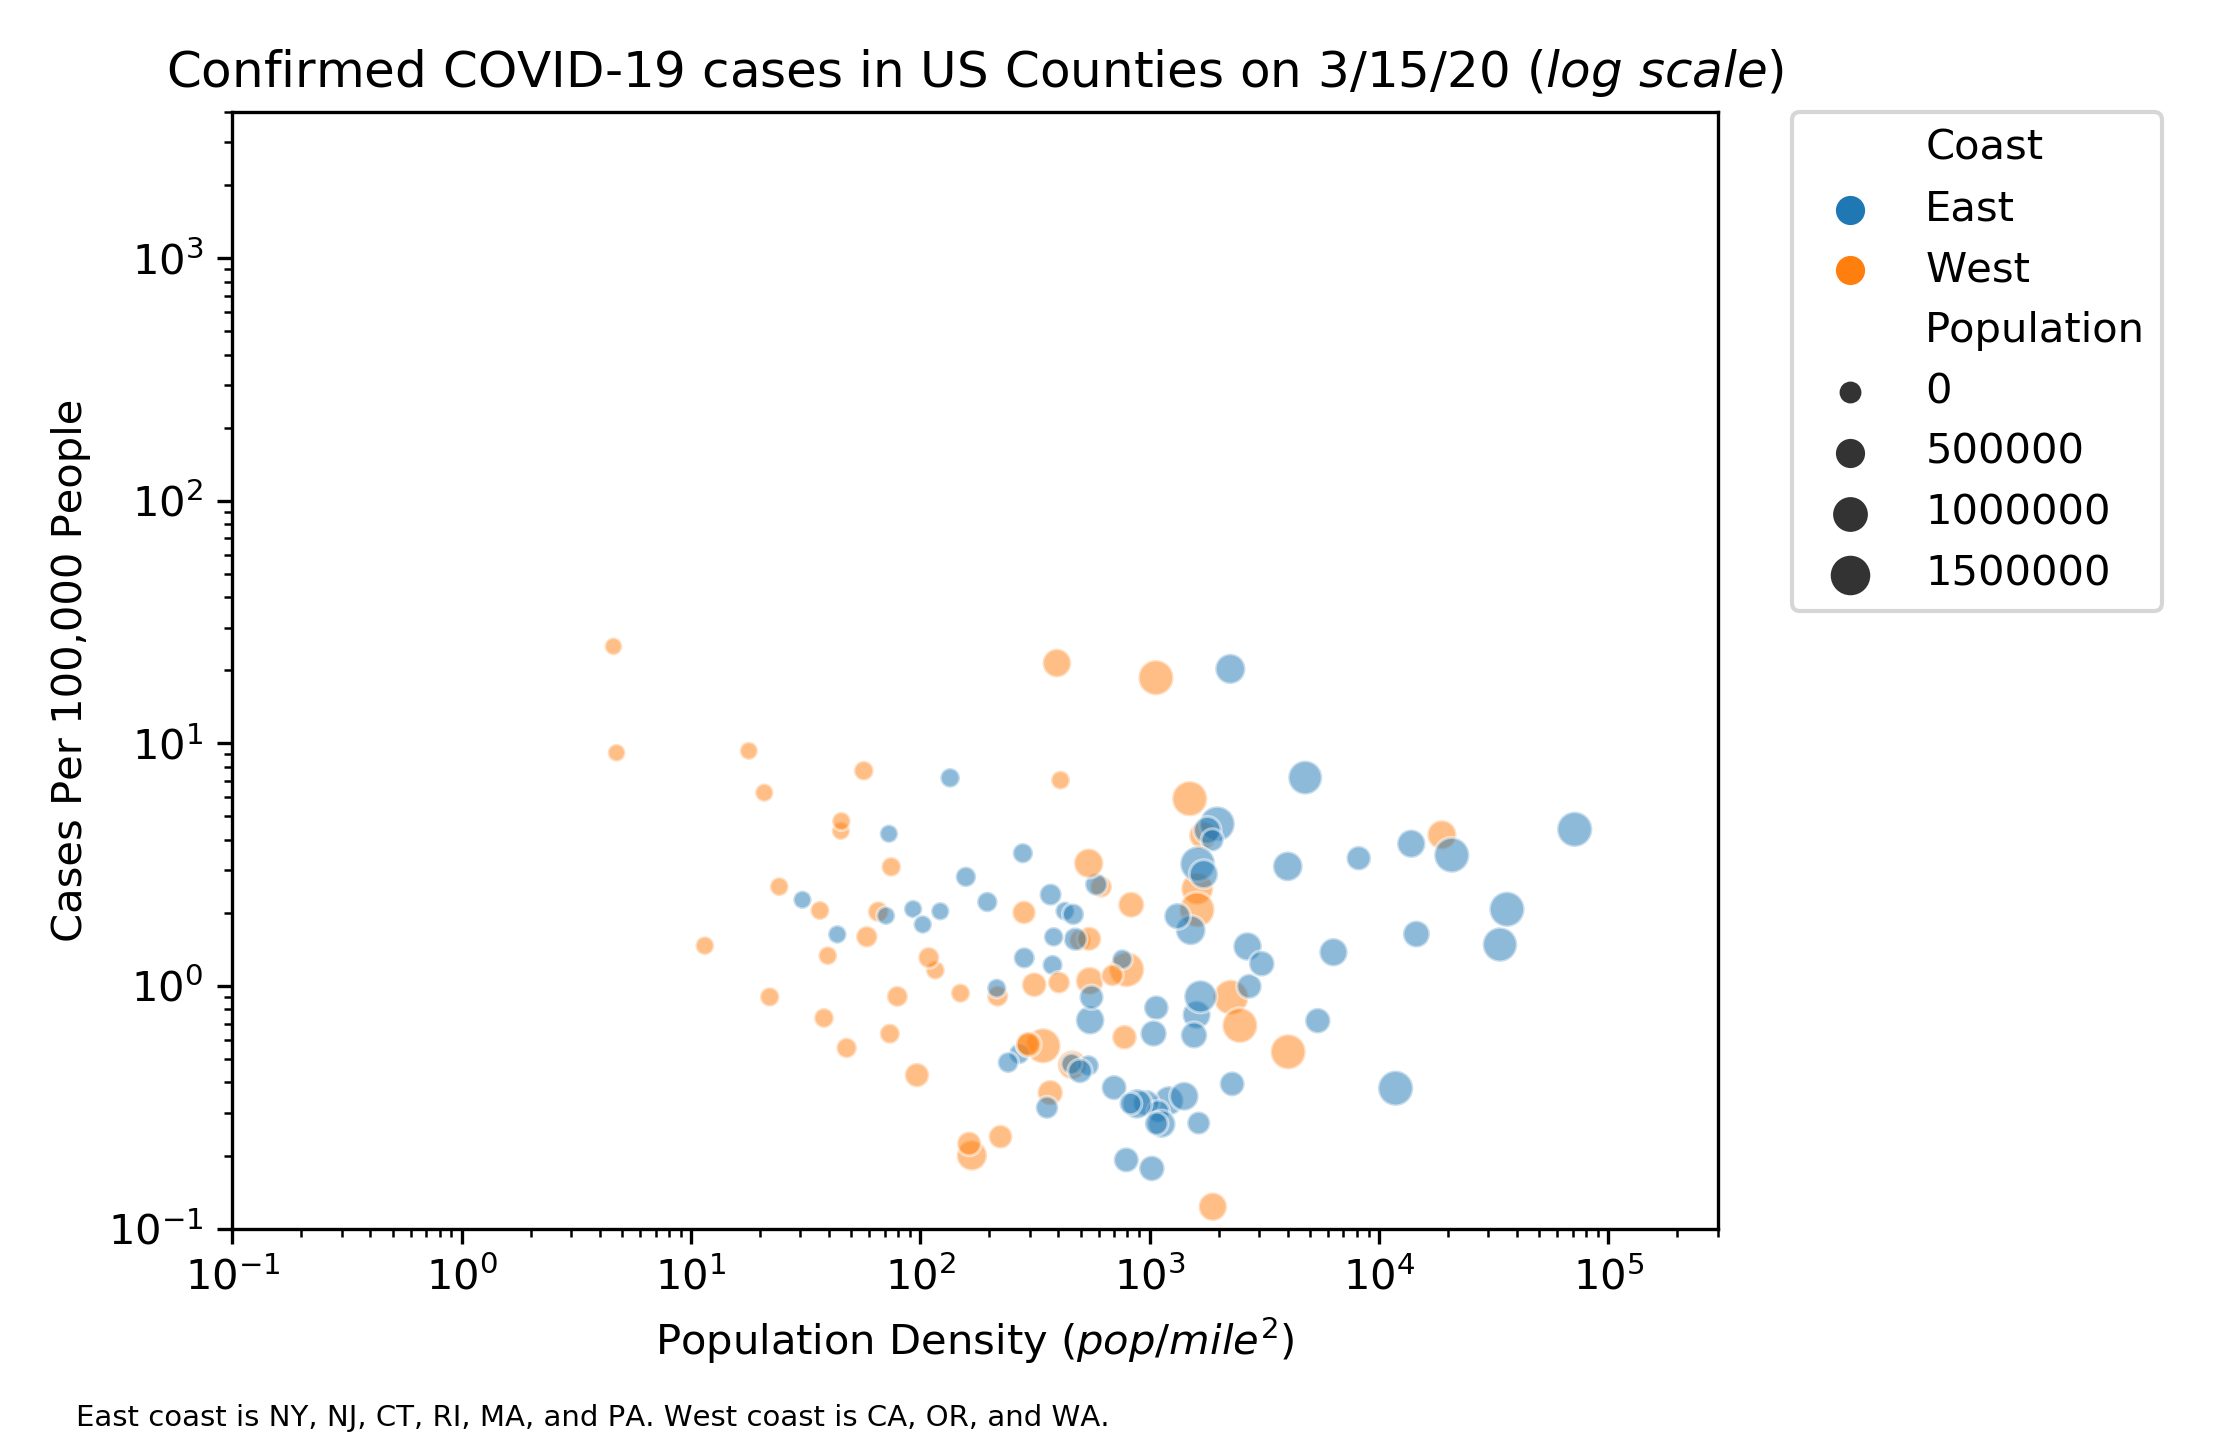 Confirmed COVID-19 cases in US Counties on 3/15/20 (log scale)
Coast
East
West
Population
0
500000
1000000
1500000
Cases Per 100,000 People
10³
10²
10¹
10⁰
10⁻¹
10⁻¹ 10⁰ 10¹ 10² 10³ 10⁴ 10⁵
Population Density (pop/mile²)
East coast is NY, NJ, CT, RI, MA, and PA. West coast is CA, OR, and WA.